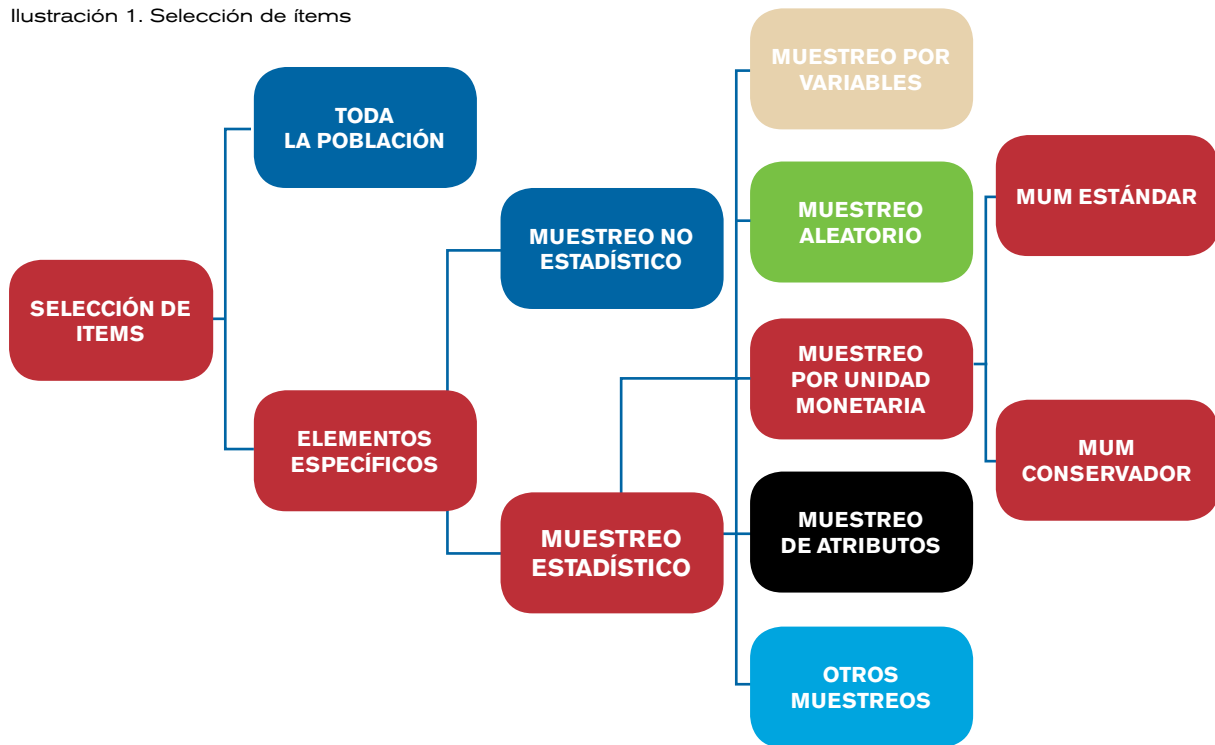 Ilustración 1. Selección de ítems
SELECCIÓN DE
ITEMS
TODA
LA POBLACIÓN
ELEMENTOS
ESPECÍFICOS
MUESTREO NO
ESTADÍSTICO
MUESTREO
ESTADÍSTICO
MUESTREO POR
VARIABLES
MUESTREO
ALEATORIO
MUESTREO
POR UNIDAD
MONETARIA
MUESTREO
DE ATRIBUTOS
OTROS
MUESTREOS
MUM ESTÁNDAR
MUM
CONSERVADOR